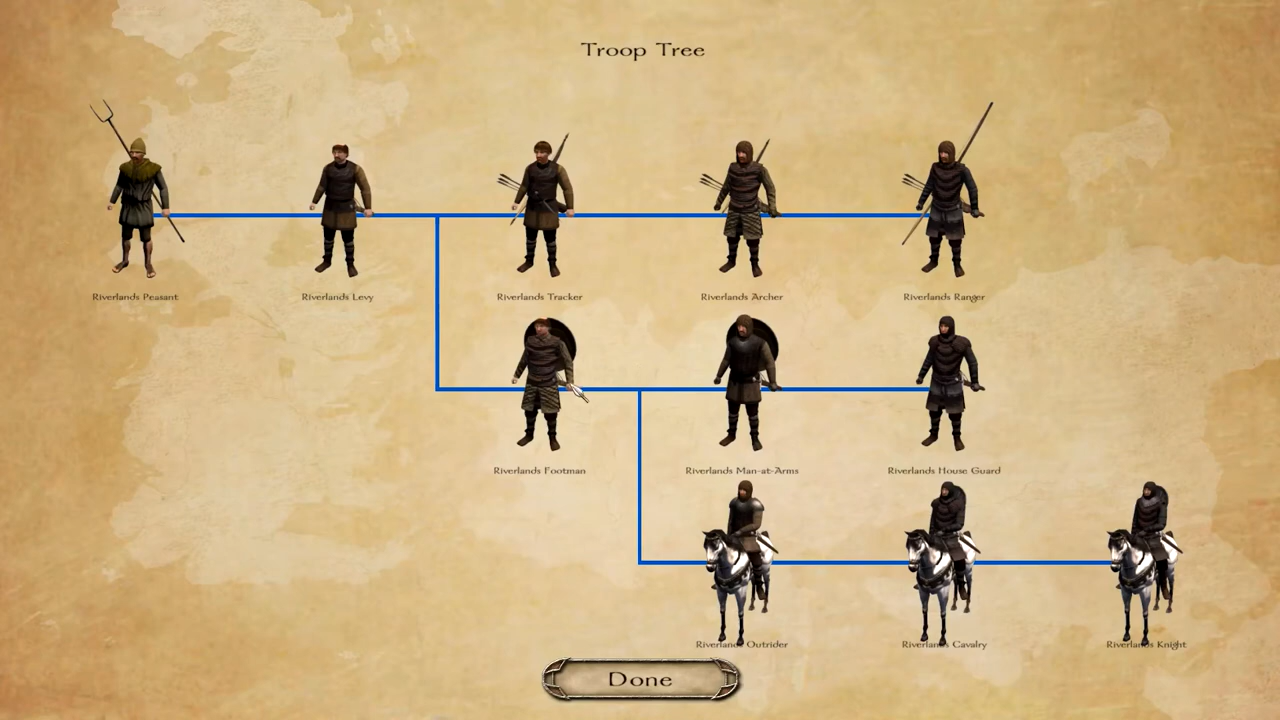 Troop Tree
Riverlands Peasant
Riverlands Levy
Riverlands Tracker
Riverlands Archer
Riverlands Ranger
Riverlands Footman
Riverlands Man-at-Arms
Riverlands House Guard
Riverlands Outrider
Riverlands Cavalry
Riverlands Knight
Done